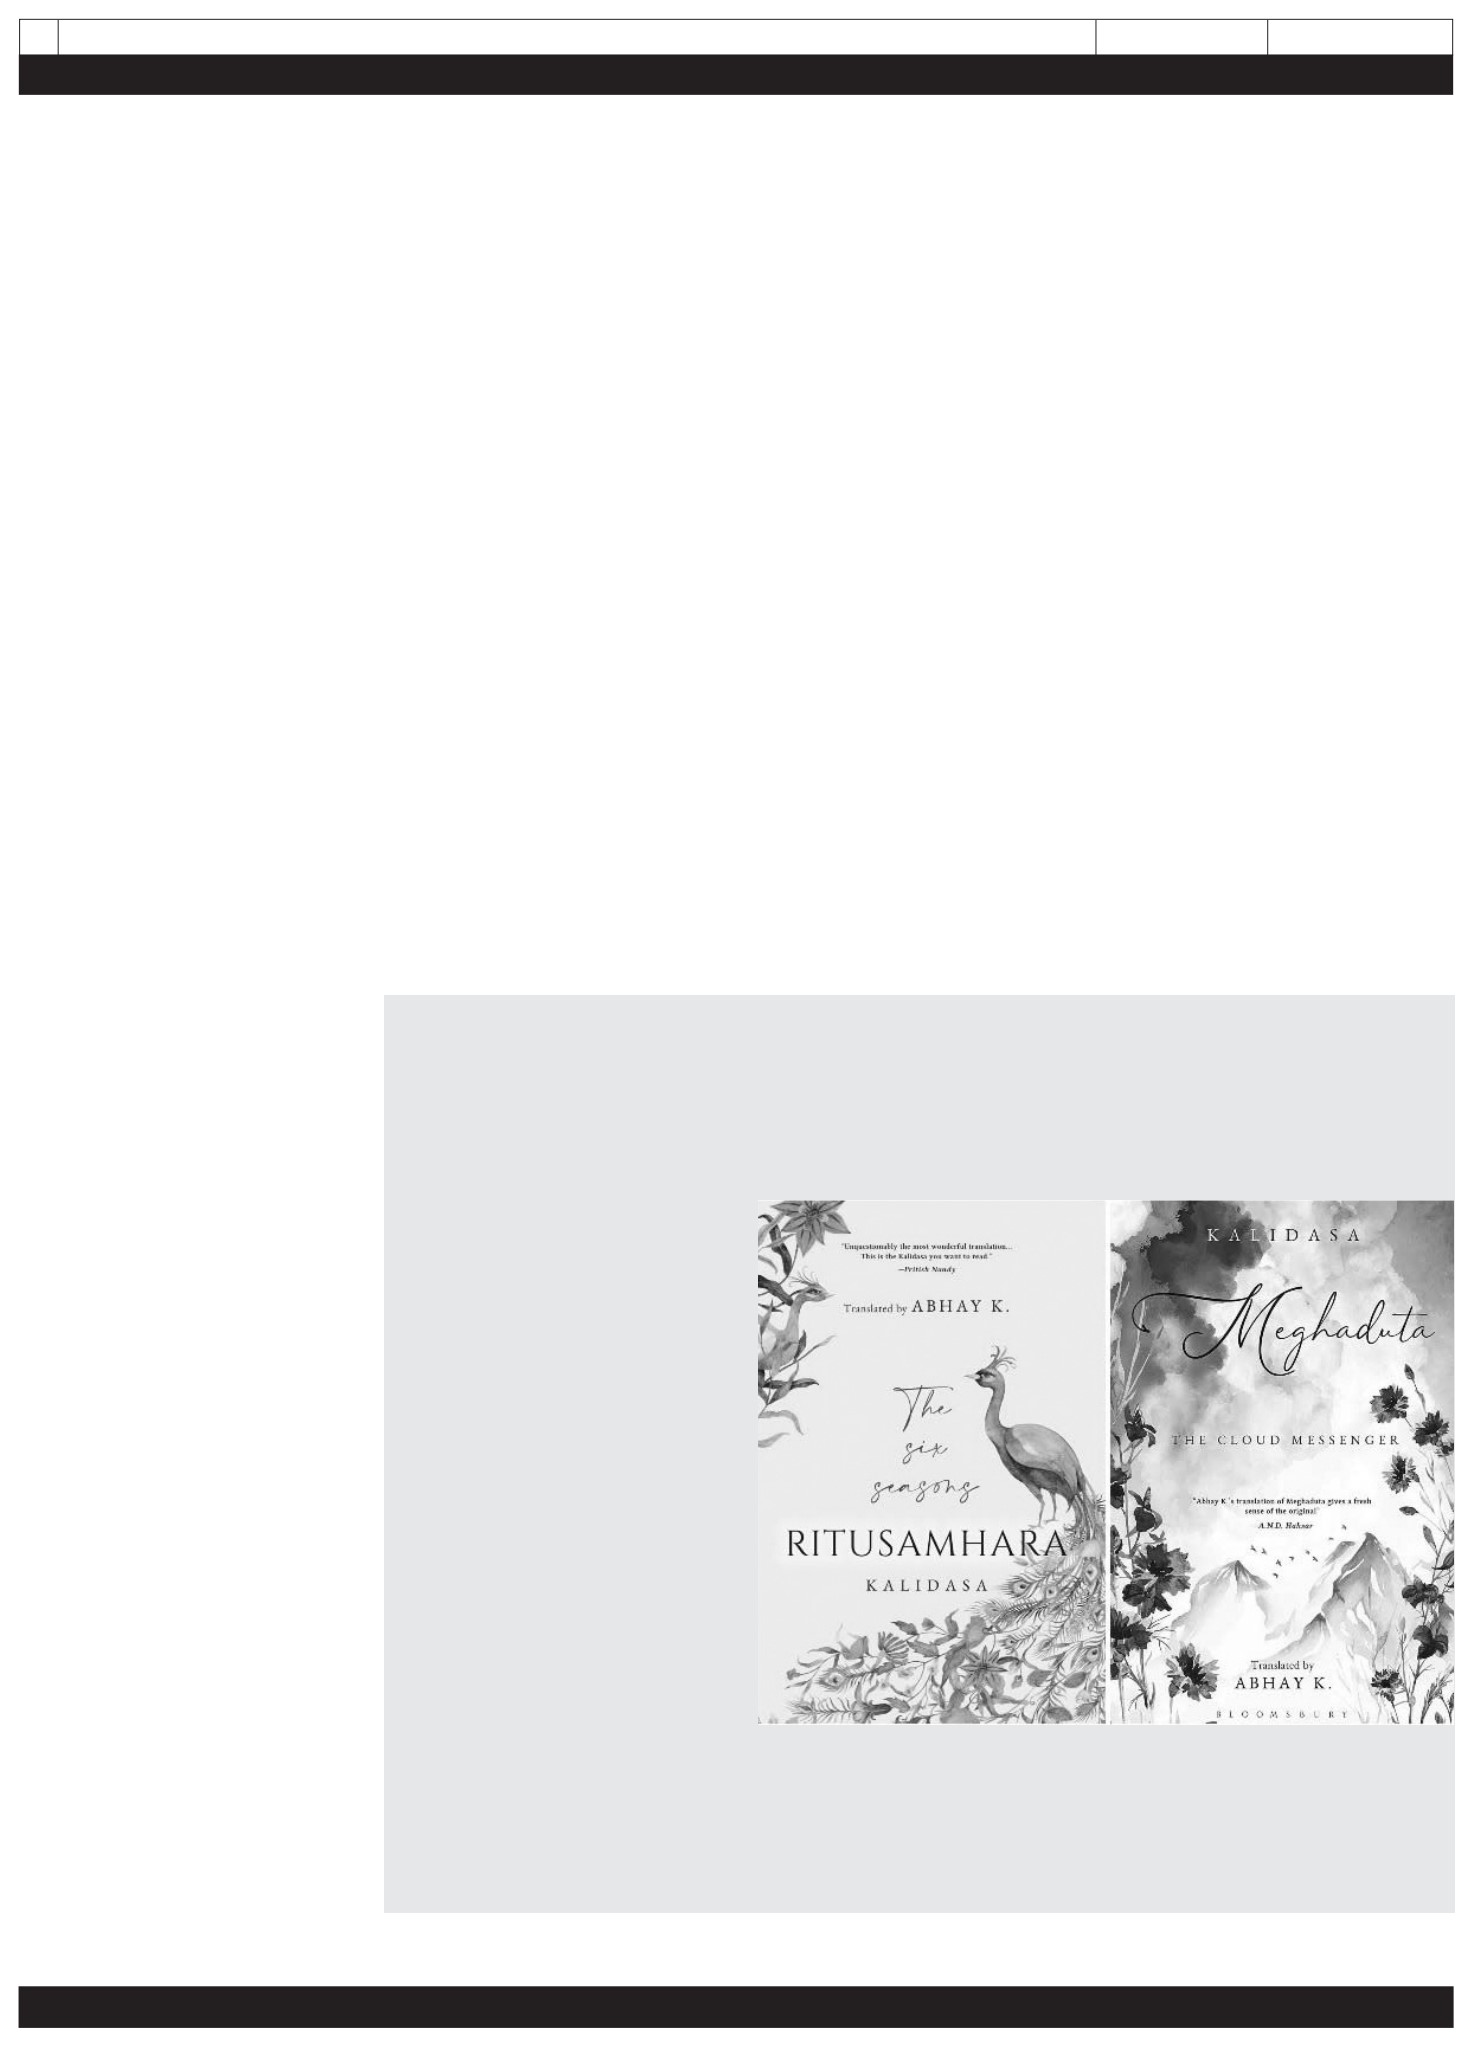 "Unquestionably the most wonderful translation...
This is the Kalidasa you want to read."
—Pritish Nandy
Translated by ABHAY K.
The
six
seasons
RITUSAMHARA
KALIDASA
KALIDASA
Meghaduta
THE CLOUD MESSENGER
"Abhay K.'s translation of Meghaduta gives a fresh
sense of the original"
A.N.D. Haksar
Translated by
ABHAY K.
BLOOMSBURY